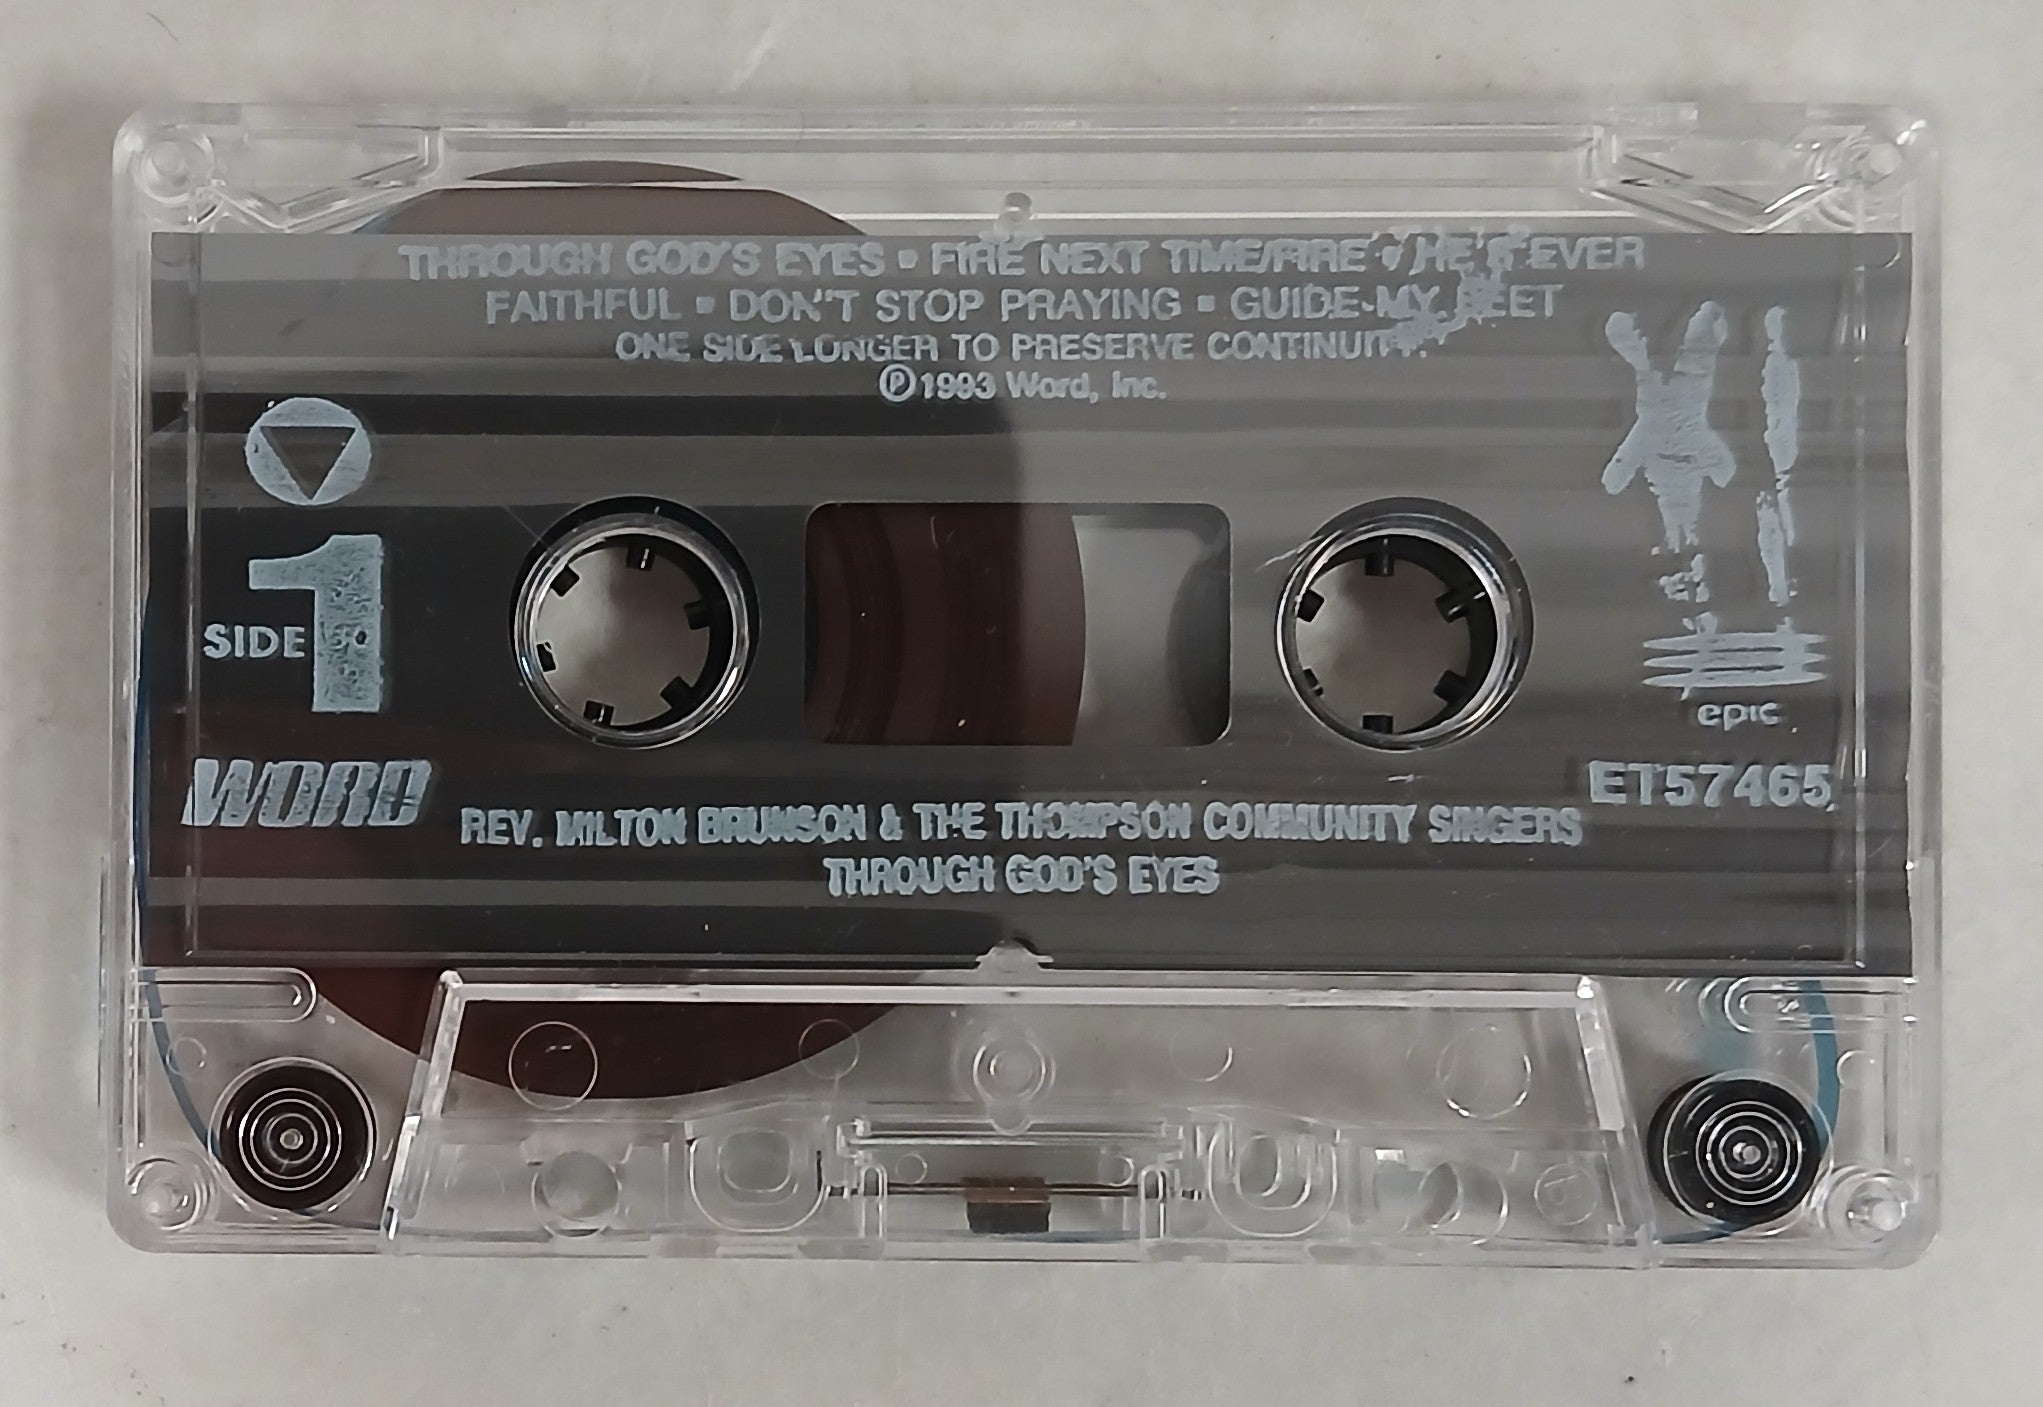 THROUGH GOD'S EYES ▪ FIRE NEXT TIME/FIRE ▪ HE'S EVER
FAITHFUL ▪ DON'T STOP PRAYING ▪ GUIDE MY FEET
ONE SIDE LONGER TO PRESERVE CONTINUITY.
℗1993 Word, Inc.
SIDE 1
epic
WORD
ET57465
REV. MILTON BRUNSON & THE THOMPSON COMMUNITY SINGERS
THROUGH GOD'S EYES